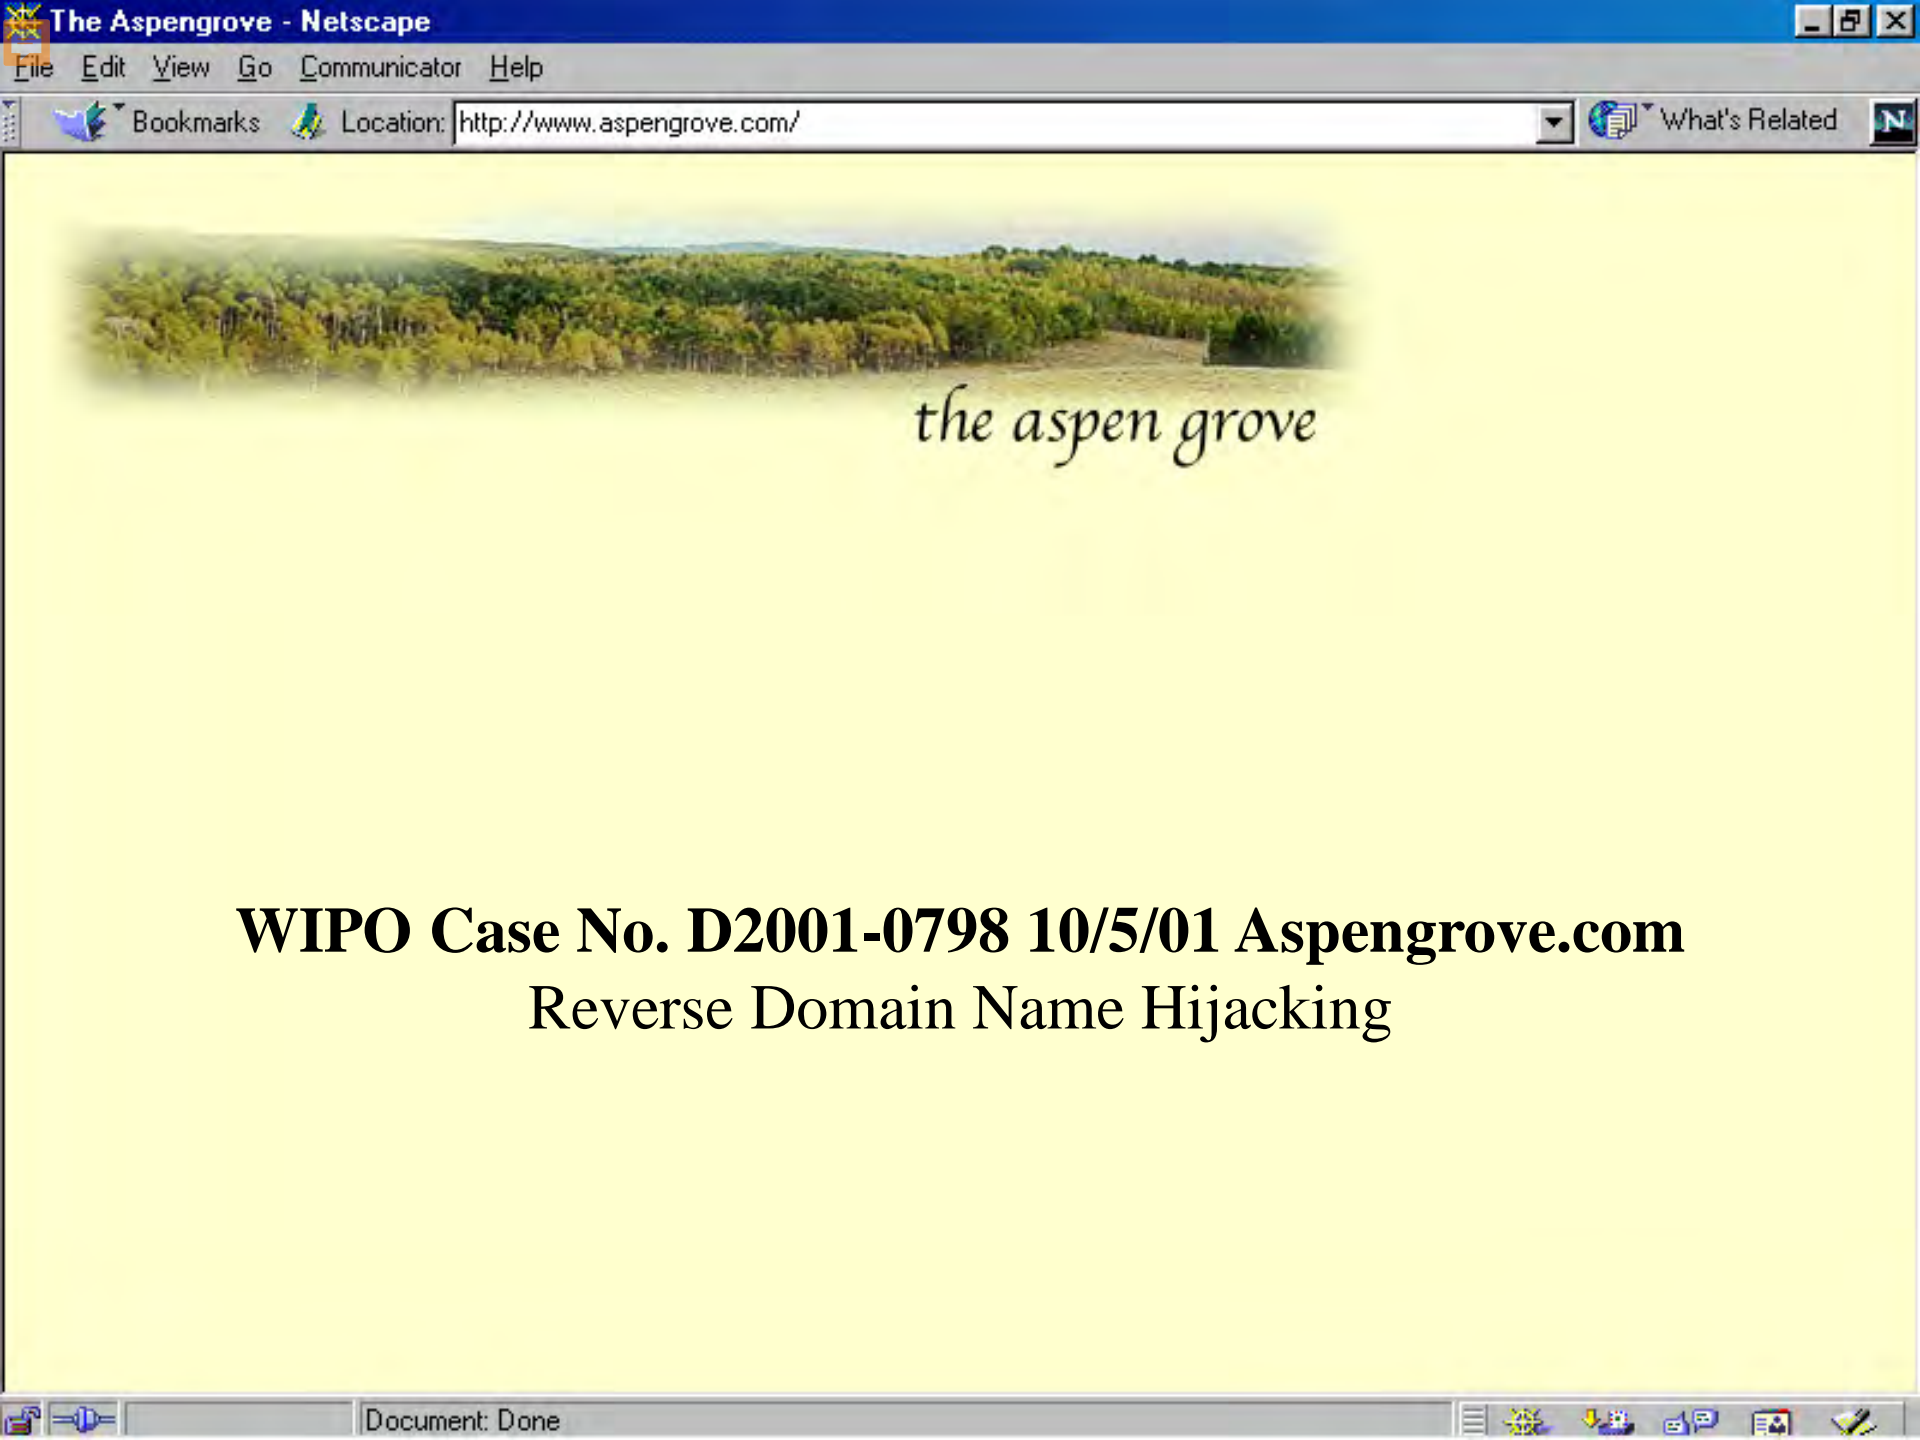 The Aspengrove - Netscape
File Edit View Go Communicator Help
Bookmarks Location: http://www.aspengrove.com/ What's Related N
the aspen grove
WIPO Case No. D2001-0798 10/5/01 Aspengrove.com
Reverse Domain Name Hijacking
Document: Done